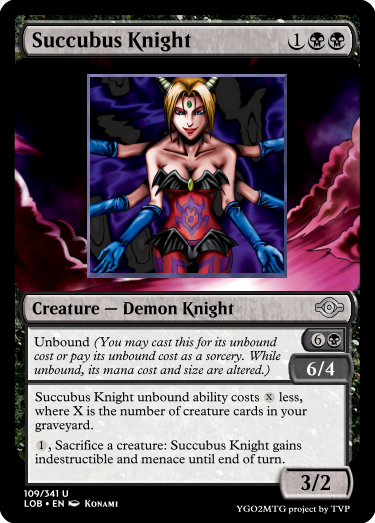 Succubus Knight 1
Creature — Demon Knight
Unbound (You may cast this for its unbound 6
cost or pay its unbound cost as a sorcery. While
unbound, its mana cost and size are altered.) 6/4
Succubus Knight unbound ability costs X less,
where X is the number of creature cards in your
graveyard.
1, Sacrifice a creature: Succubus Knight gains
indestructible and menace until end of turn.
3/2
109/341 U
LOB • EN Konami
YGO2MTG project by TVP